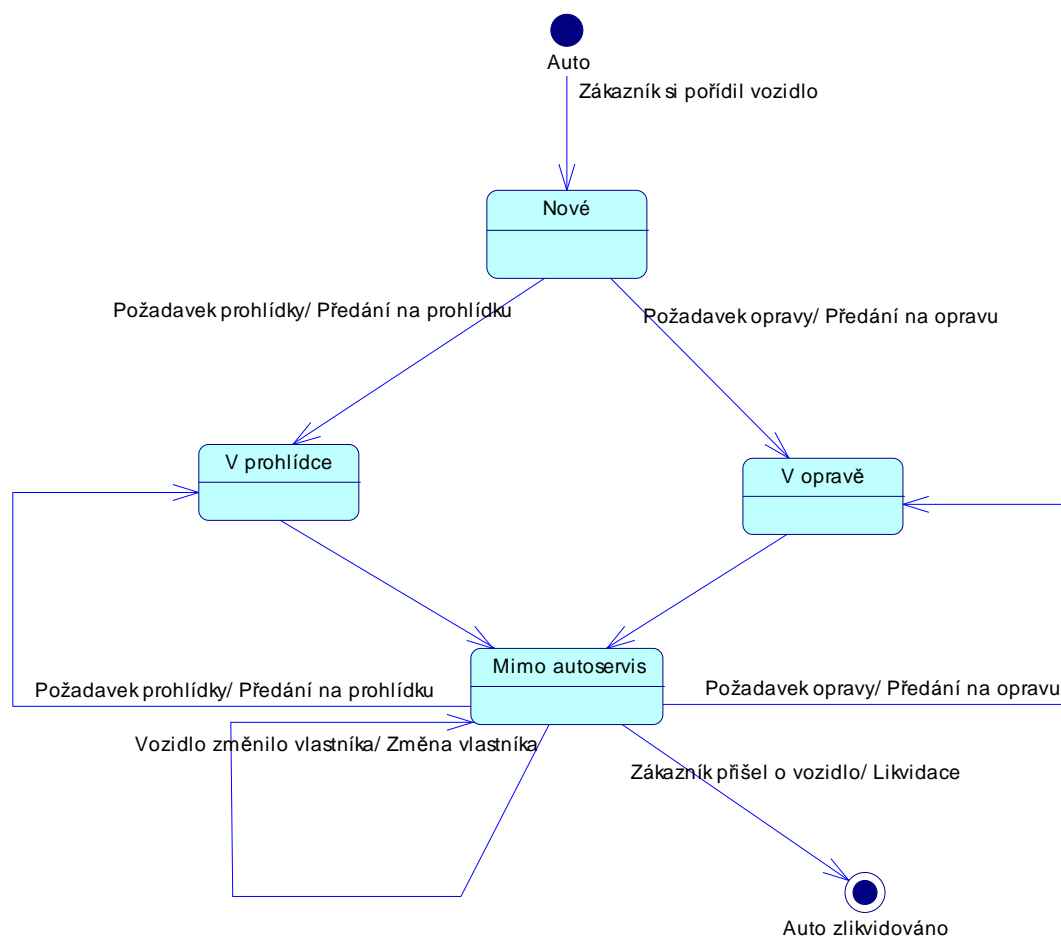 Auto
Zákazník si pořídil vozidlo
Nové
Požadavek prohlídky/ Předání na prohlídku
Požadavek opravy/ Předání na opravu
V prohlídce
V opravě
Mimo autoservis
Požadavek prohlídky/ Předání na prohlídku
Požadavek opravy/ Předání na opravu
Vozidlo změnilo vlastníka/ Změna vlastníka
Zákazník přišel o vozidlo/ Likvidace
Auto zlikvidováno